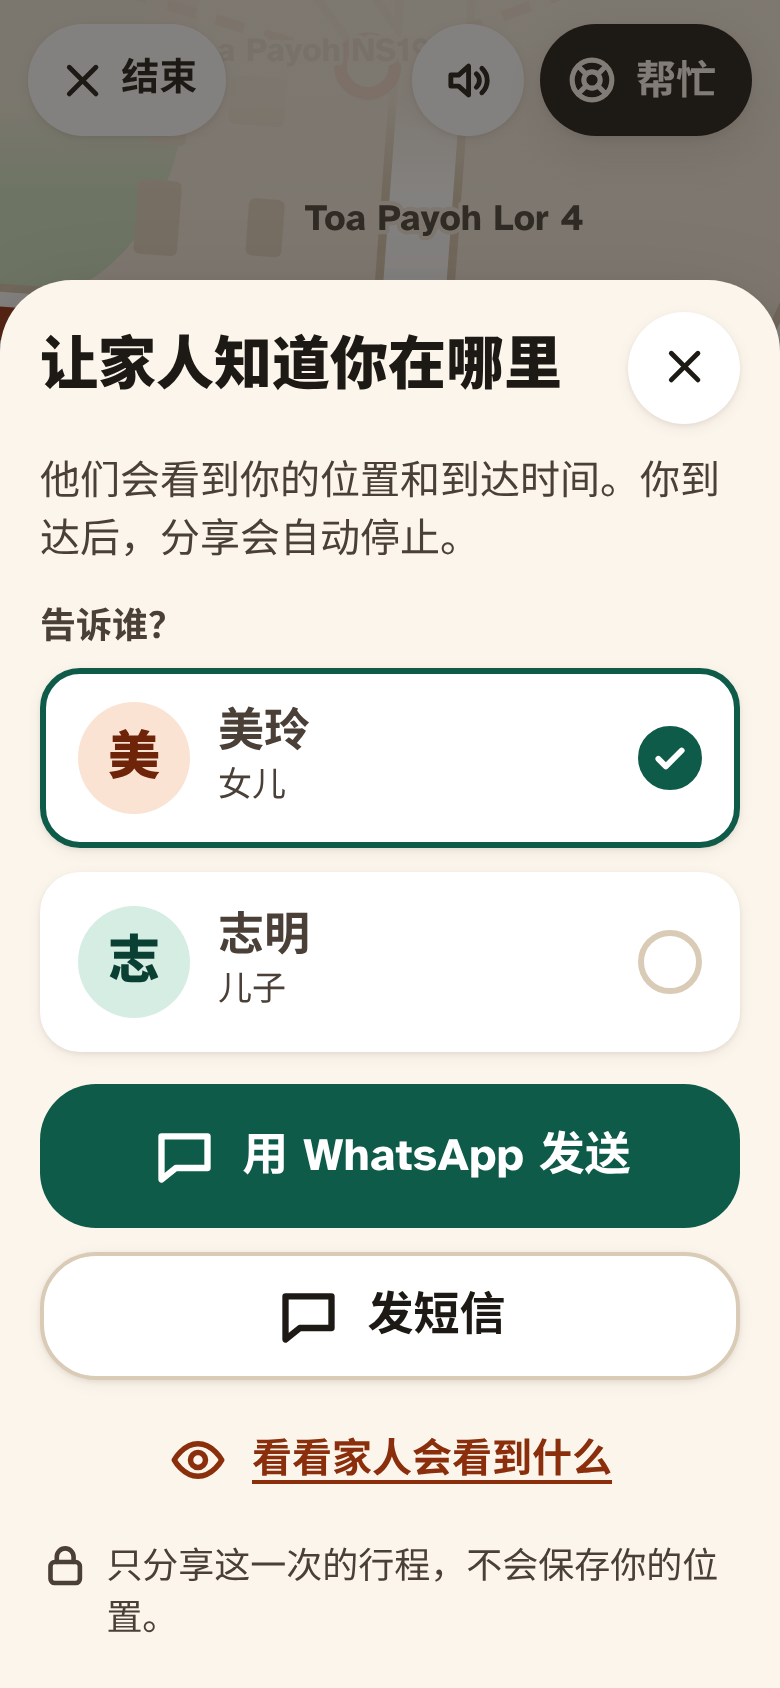 结束
a Payoh NS19
帮忙
Toa Payoh Lor 4
让家人知道你在哪里
他们会看到你的位置和到达时间。你到
达后，分享会自动停止。
告诉谁？
美
美玲
女儿
志
志明
儿子
用 WhatsApp 发送
发短信
看看家人会看到什么
只分享这一次的行程，不会保存你的位
置。